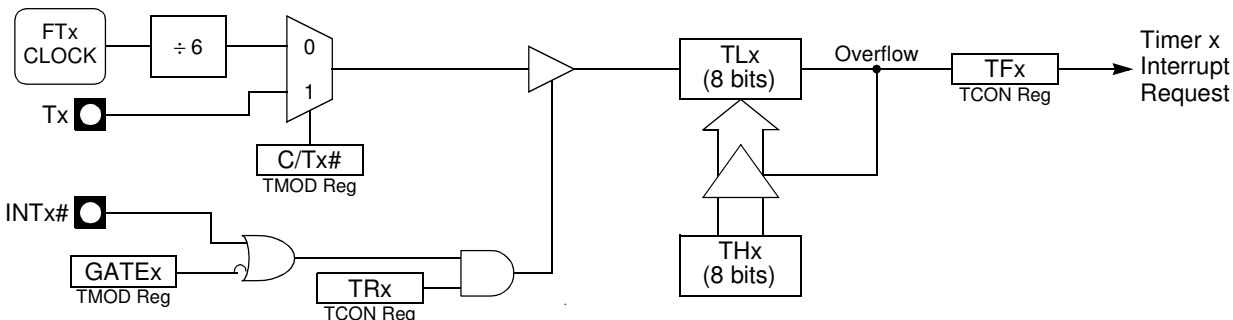 FTx
CLOCK
÷ 6
0
1
Tx
C/Tx#
TMOD Reg
INTx#
GATEx
TMOD Reg
TRx
TCON Reg
TLx
(8 bits)
Overflow
TFx
TCON Reg
Timer x
Interrupt
Request
THx
(8 bits)